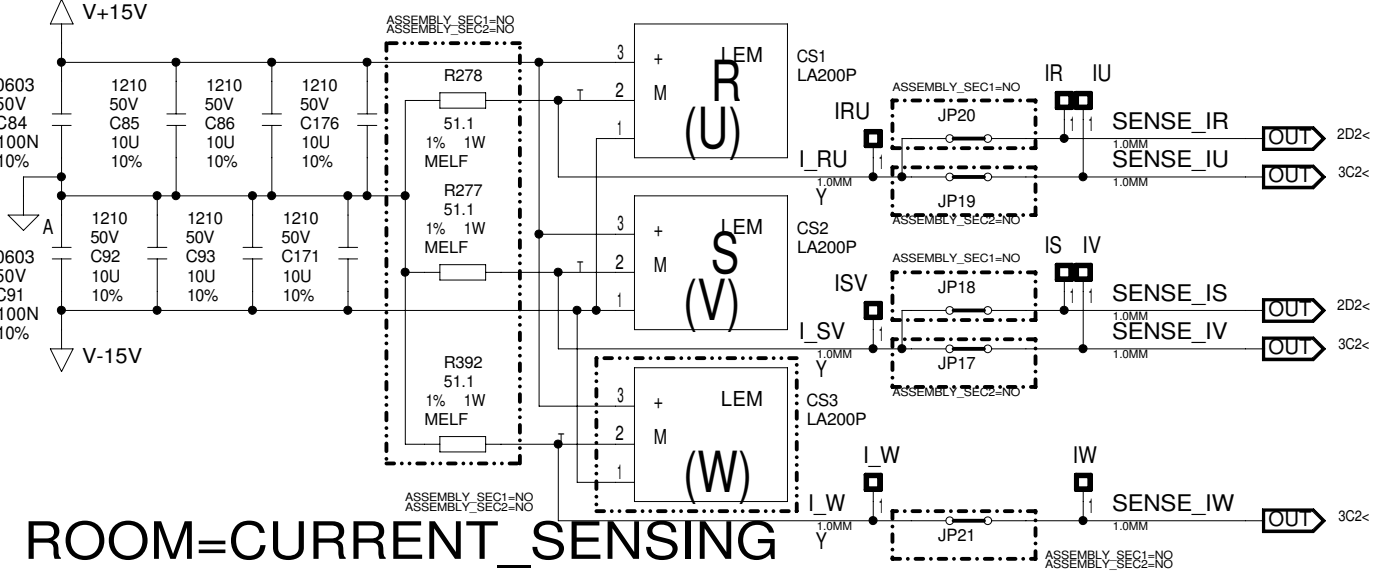 V+15V
ASSEMBLY_SEC1=NO
ASSEMBLY_SEC2=NO
0603
50V
C84
100N
10%
1210
50V
C85
10U
10%
1210
50V
C86
10U
10%
1210
50V
C176
10U
10%
A
0603
50V
C91
100N
10%
1210
50V
C92
10U
10%
1210
50V
C93
10U
10%
1210
50V
C171
10U
10%
V-15V
R278
51.1
1% 1W
MELF
R277
51.1
1% 1W
MELF
R392
51.1
1% 1W
MELF
ASSEMBLY_SEC1=NO
ASSEMBLY_SEC2=NO
T
T
T
3 + LEM
2 M R
1 (U)
CS1
LA200P
3 + LEM
2 M S
1 (V)
CS2
LA200P
3 + LEM
2 M
1 (W)
CS3
LA200P
IRU
1
I_RU
1.0MM
Y
ASSEMBLY_SEC1=NO
JP20
JP19
ASSEMBLY_SEC2=NO
IR IU
1 1
SENSE_IR
1.0MM
OUT 2D2<
SENSE_IU
1.0MM
OUT 3C2<
ISV
1
I_SV
1.0MM
Y
ASSEMBLY_SEC1=NO
JP18
JP17
ASSEMBLY_SEC2=NO
IS IV
1 1
SENSE_IS
1.0MM
OUT 2D2<
SENSE_IV
1.0MM
OUT 3C2<
I_W
1
I_W
1.0MM
Y
JP21
ASSEMBLY_SEC1=NO
ASSEMBLY_SEC2=NO
IW
1
SENSE_IW
1.0MM
OUT 3C2<
ROOM=CURRENT_SENSING